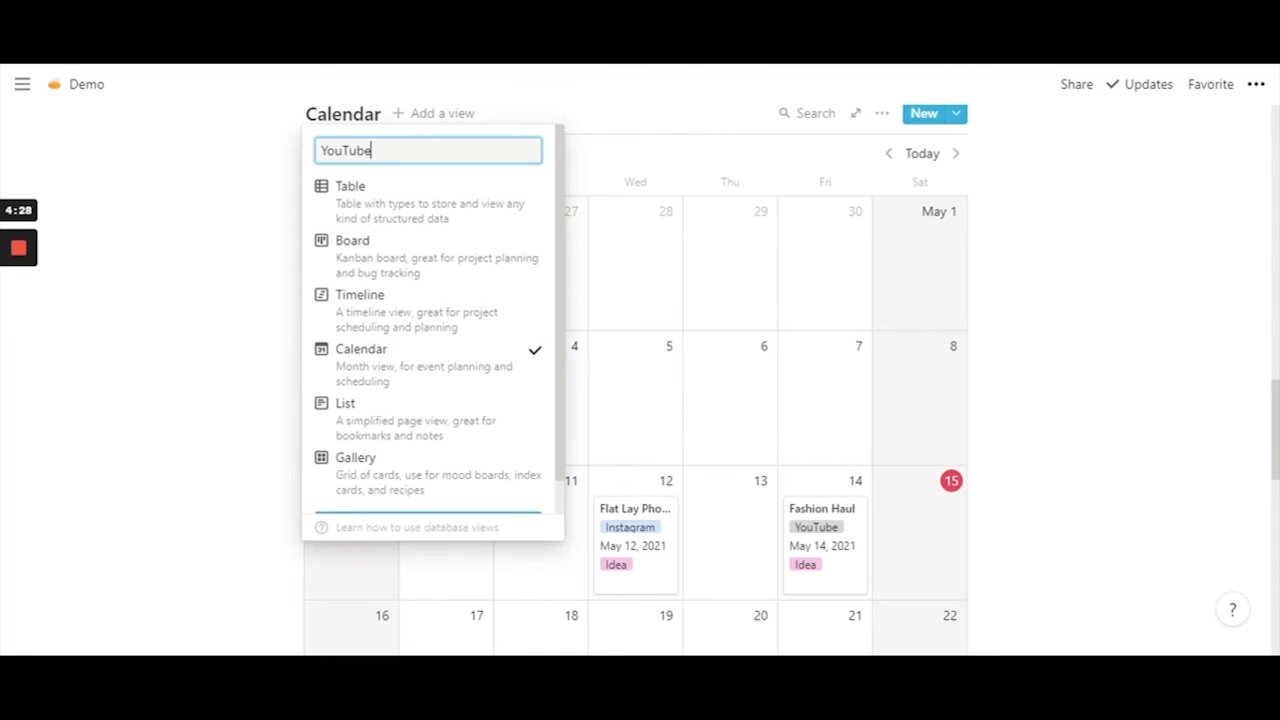 Demo
Share
Updates
Favorite
Calendar
Add a view
Search
New
YouTube
Today
Wed
Thu
Fri
Sat
Table
Table with types to store and view any
kind of structured data
Board
Kanban board, great for project planning
and bug tracking
Timeline
A timeline view, great for project
scheduling and planning
Calendar
Month view, for event planning and
scheduling
List
A simplified page view, great for
bookmarks and notes
Gallery
Grid of cards, use for mood boards, index
cards, and recipes
Learn how to use database views
4:28
27
28
29
30
May 1
4
5
6
7
8
11
12
13
14
15
Flat Lay Pho...
Instagram
May 12, 2021
Idea
Fashion Haul
YouTube
May 14, 2021
Idea
16
17
18
19
20
21
22
?